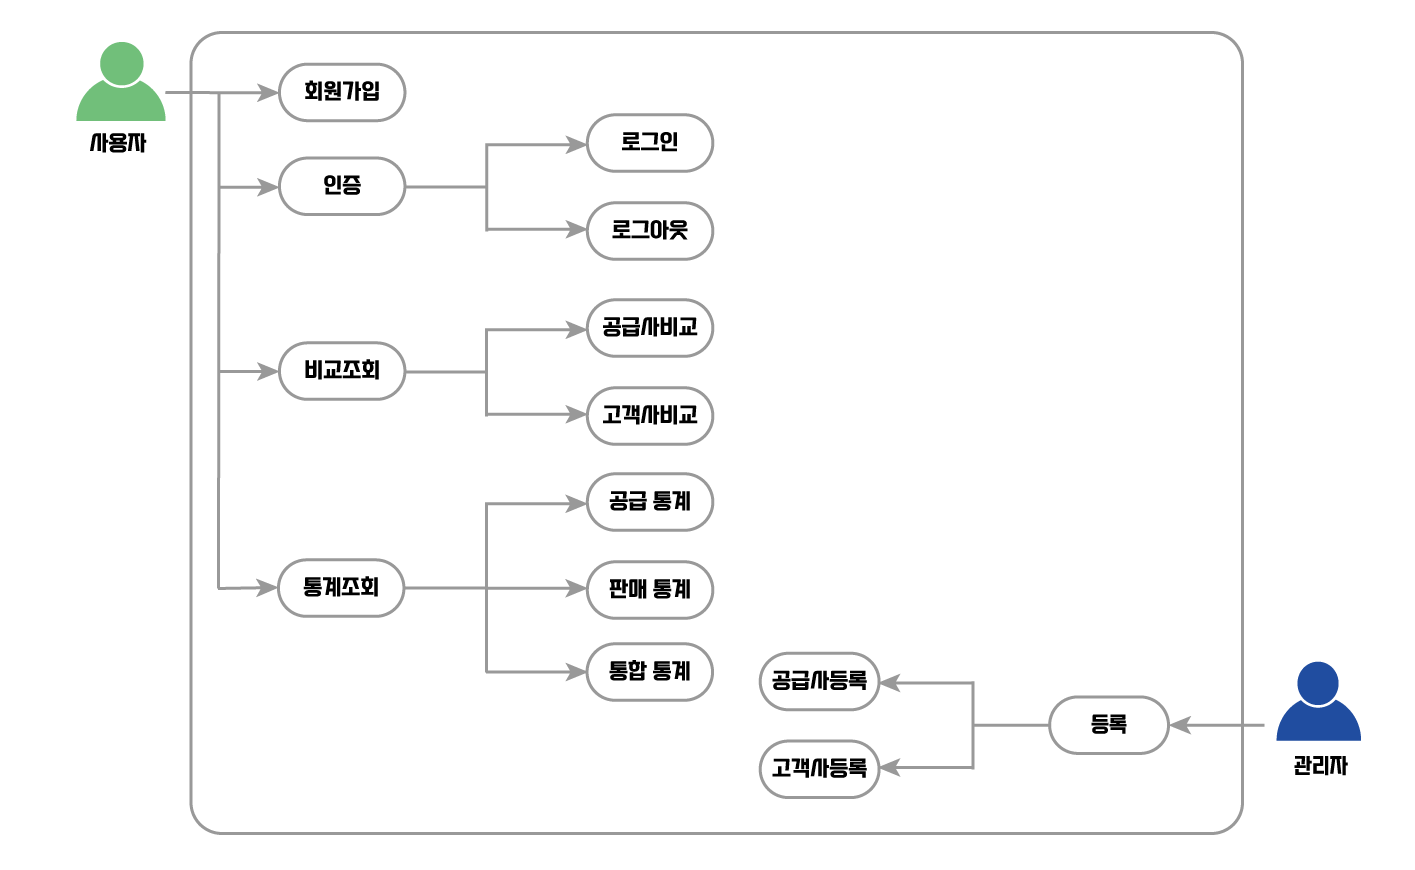 사용자
회원가입
인증
로그인
로그아웃
비교조회
공급사비교
고객사비교
통계조회
공급 통계
판매 통계
통합 통계
공급사등록
고객사등록
등록
관리자